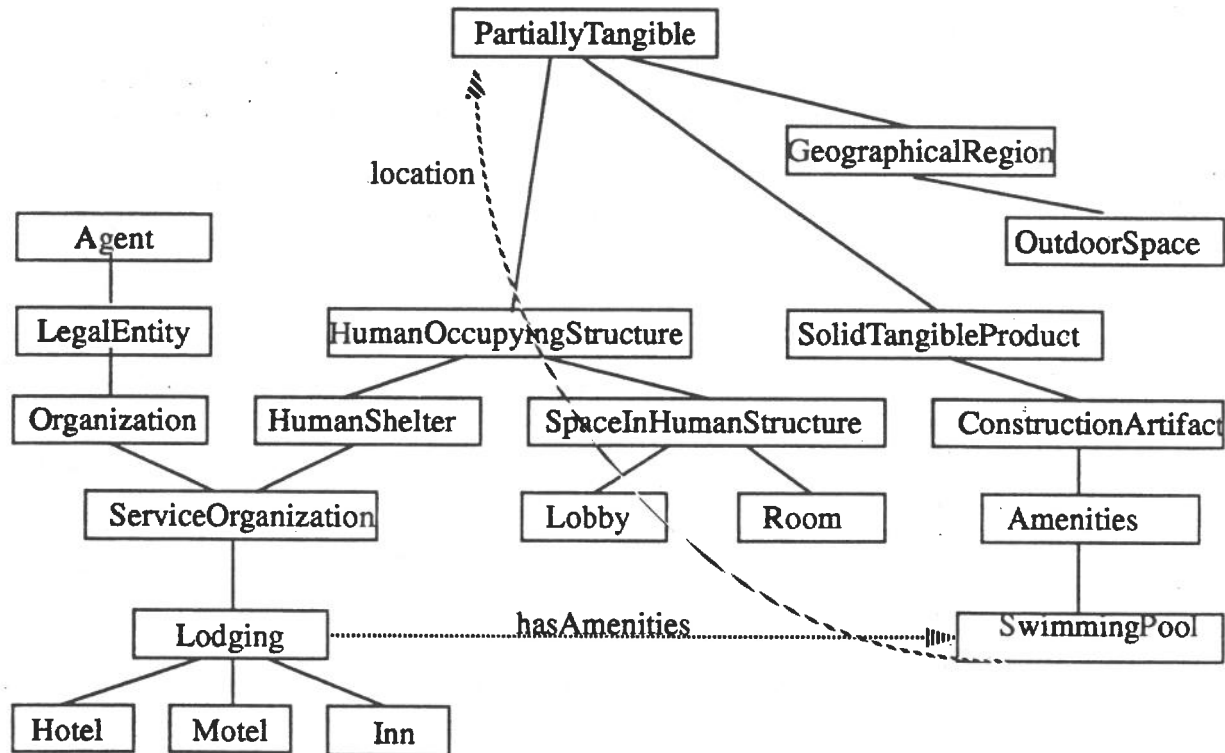 PartiallyTangible
GeographicalRegion
location
Agent
OutdoorSpace
LegalEntity
HumanOccupyingStructure
SolidTangibleProduct
Organization
HumanShelter
SpaceInHumanStructure
ConstructionArtifact
ServiceOrganization
Lobby
Room
Amenities
Lodging
hasAmenities
SwimmingPool
Hotel
Motel
Inn